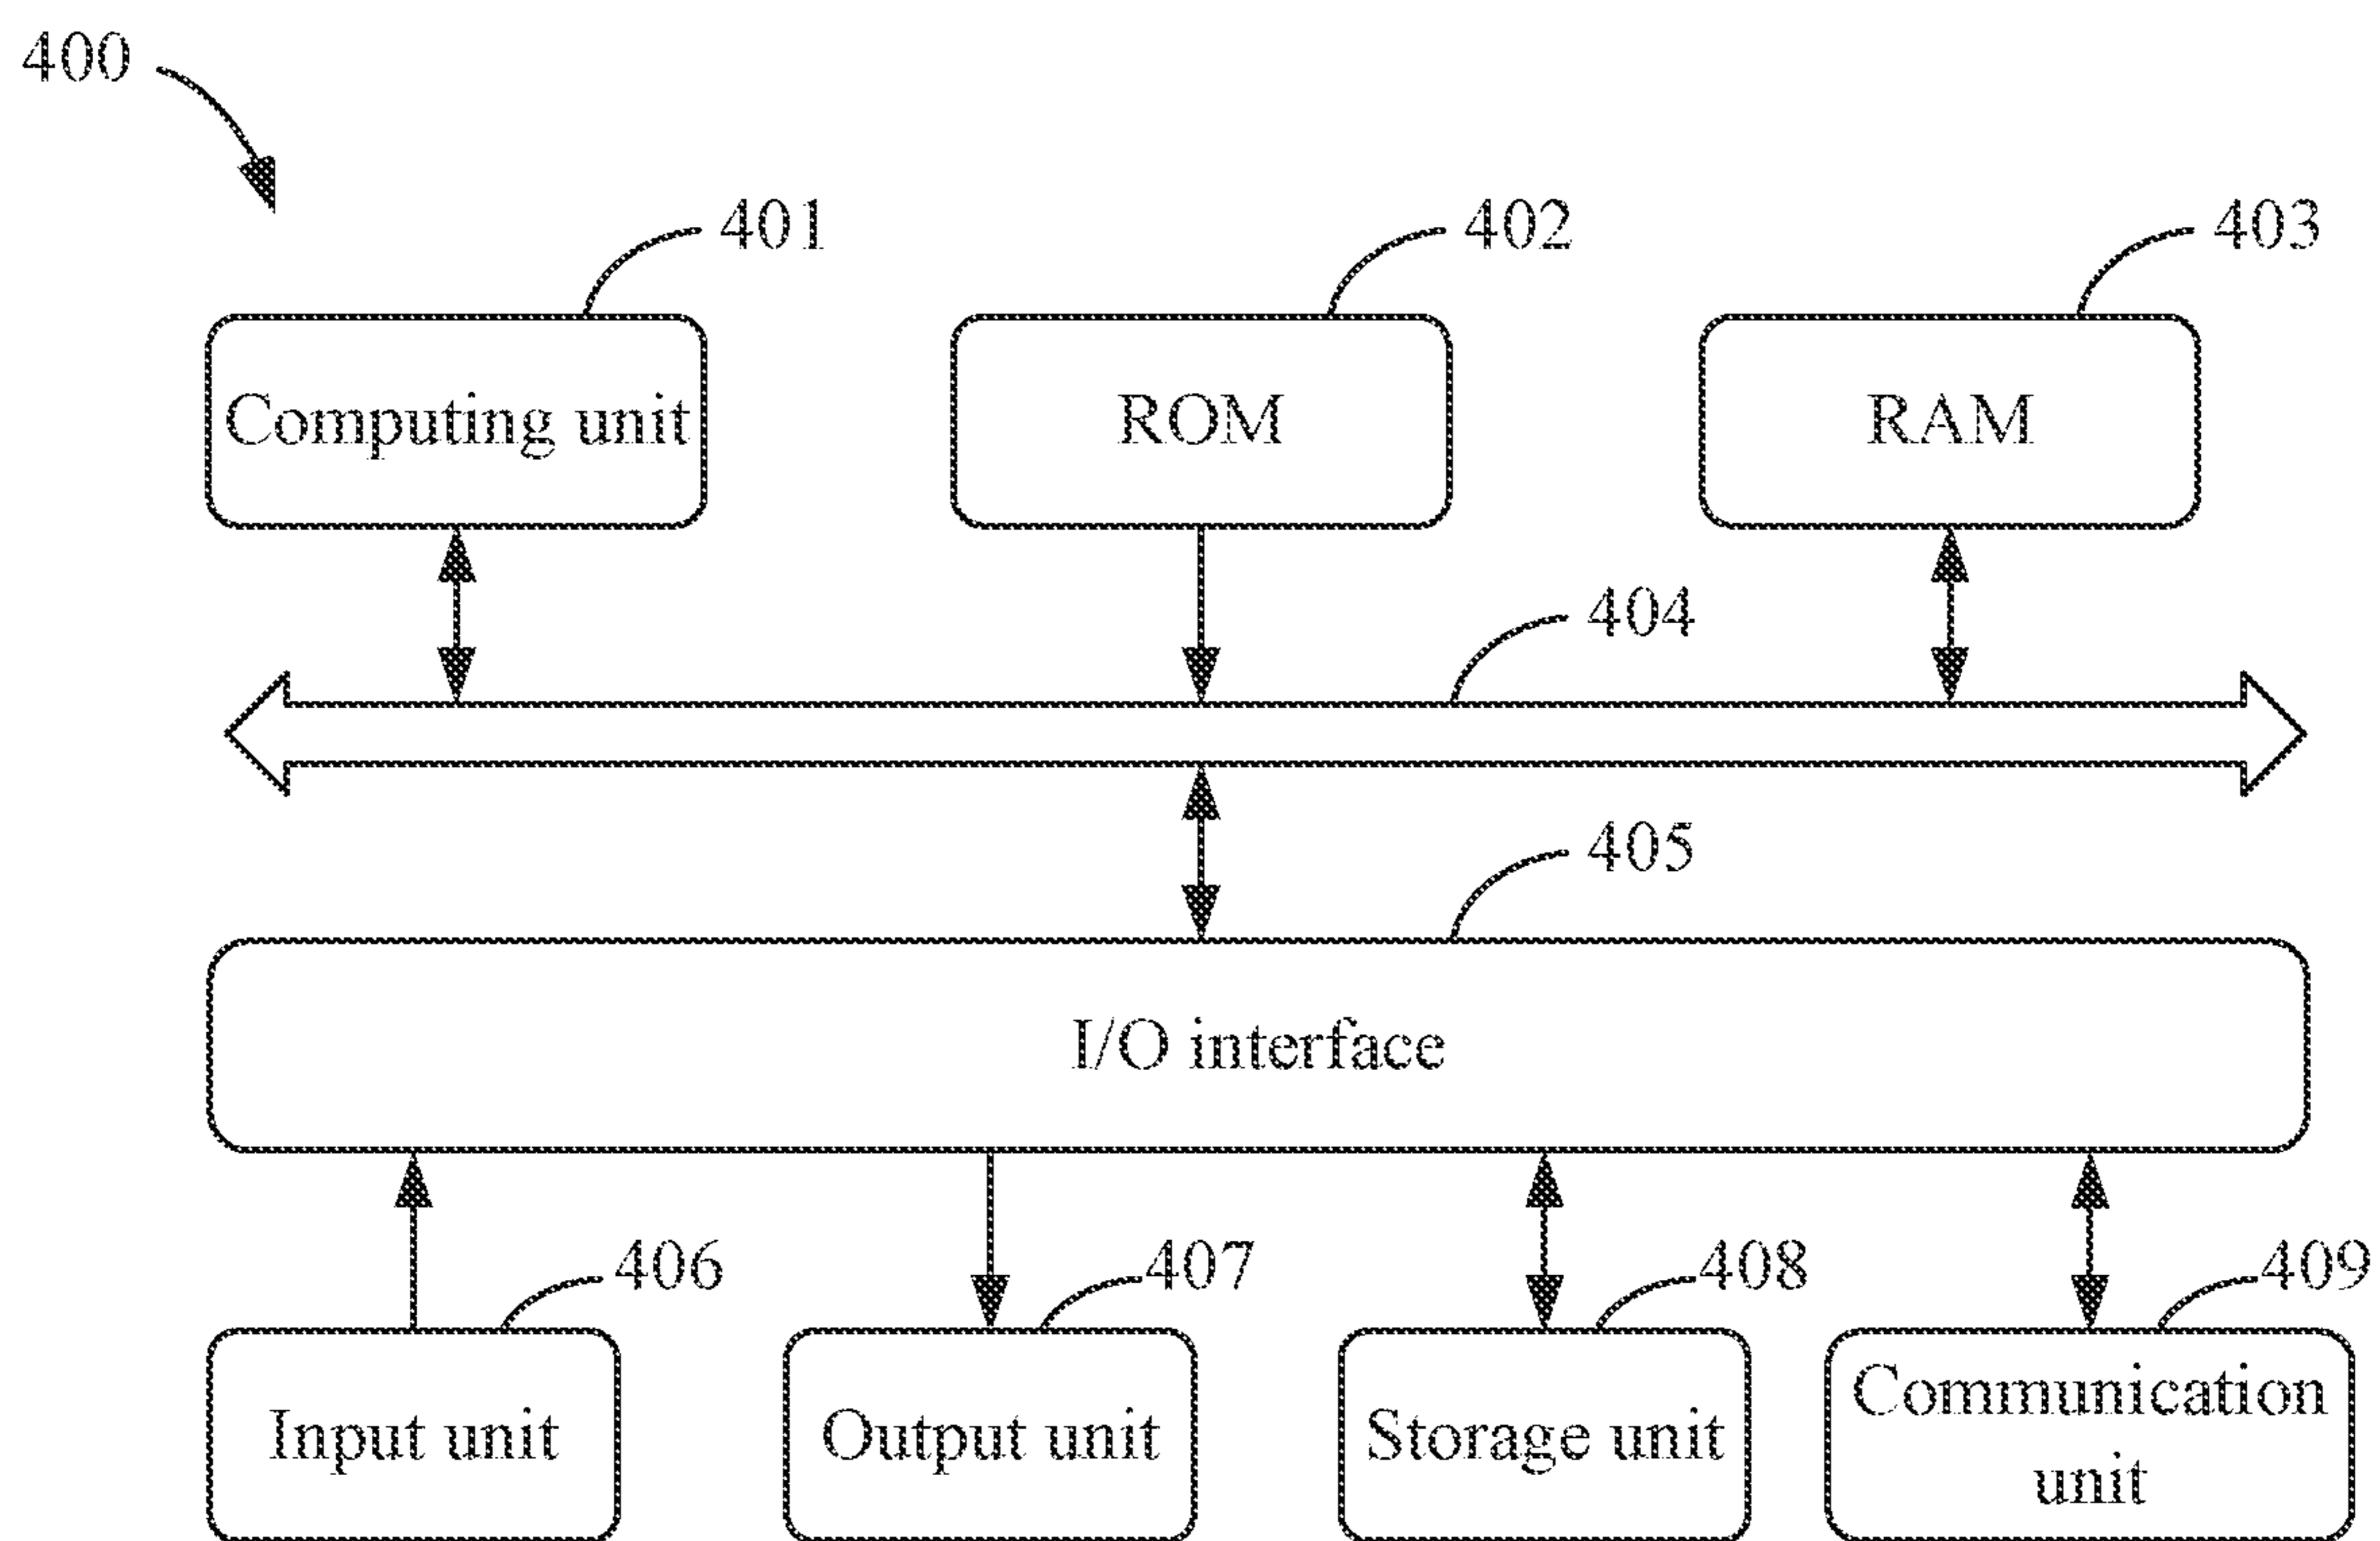 400
401
402
403
Computing unit
ROM
RAM
404
405
I/O interface
406
407
408
409
Input unit
Output unit
Storage unit
Communication
unit